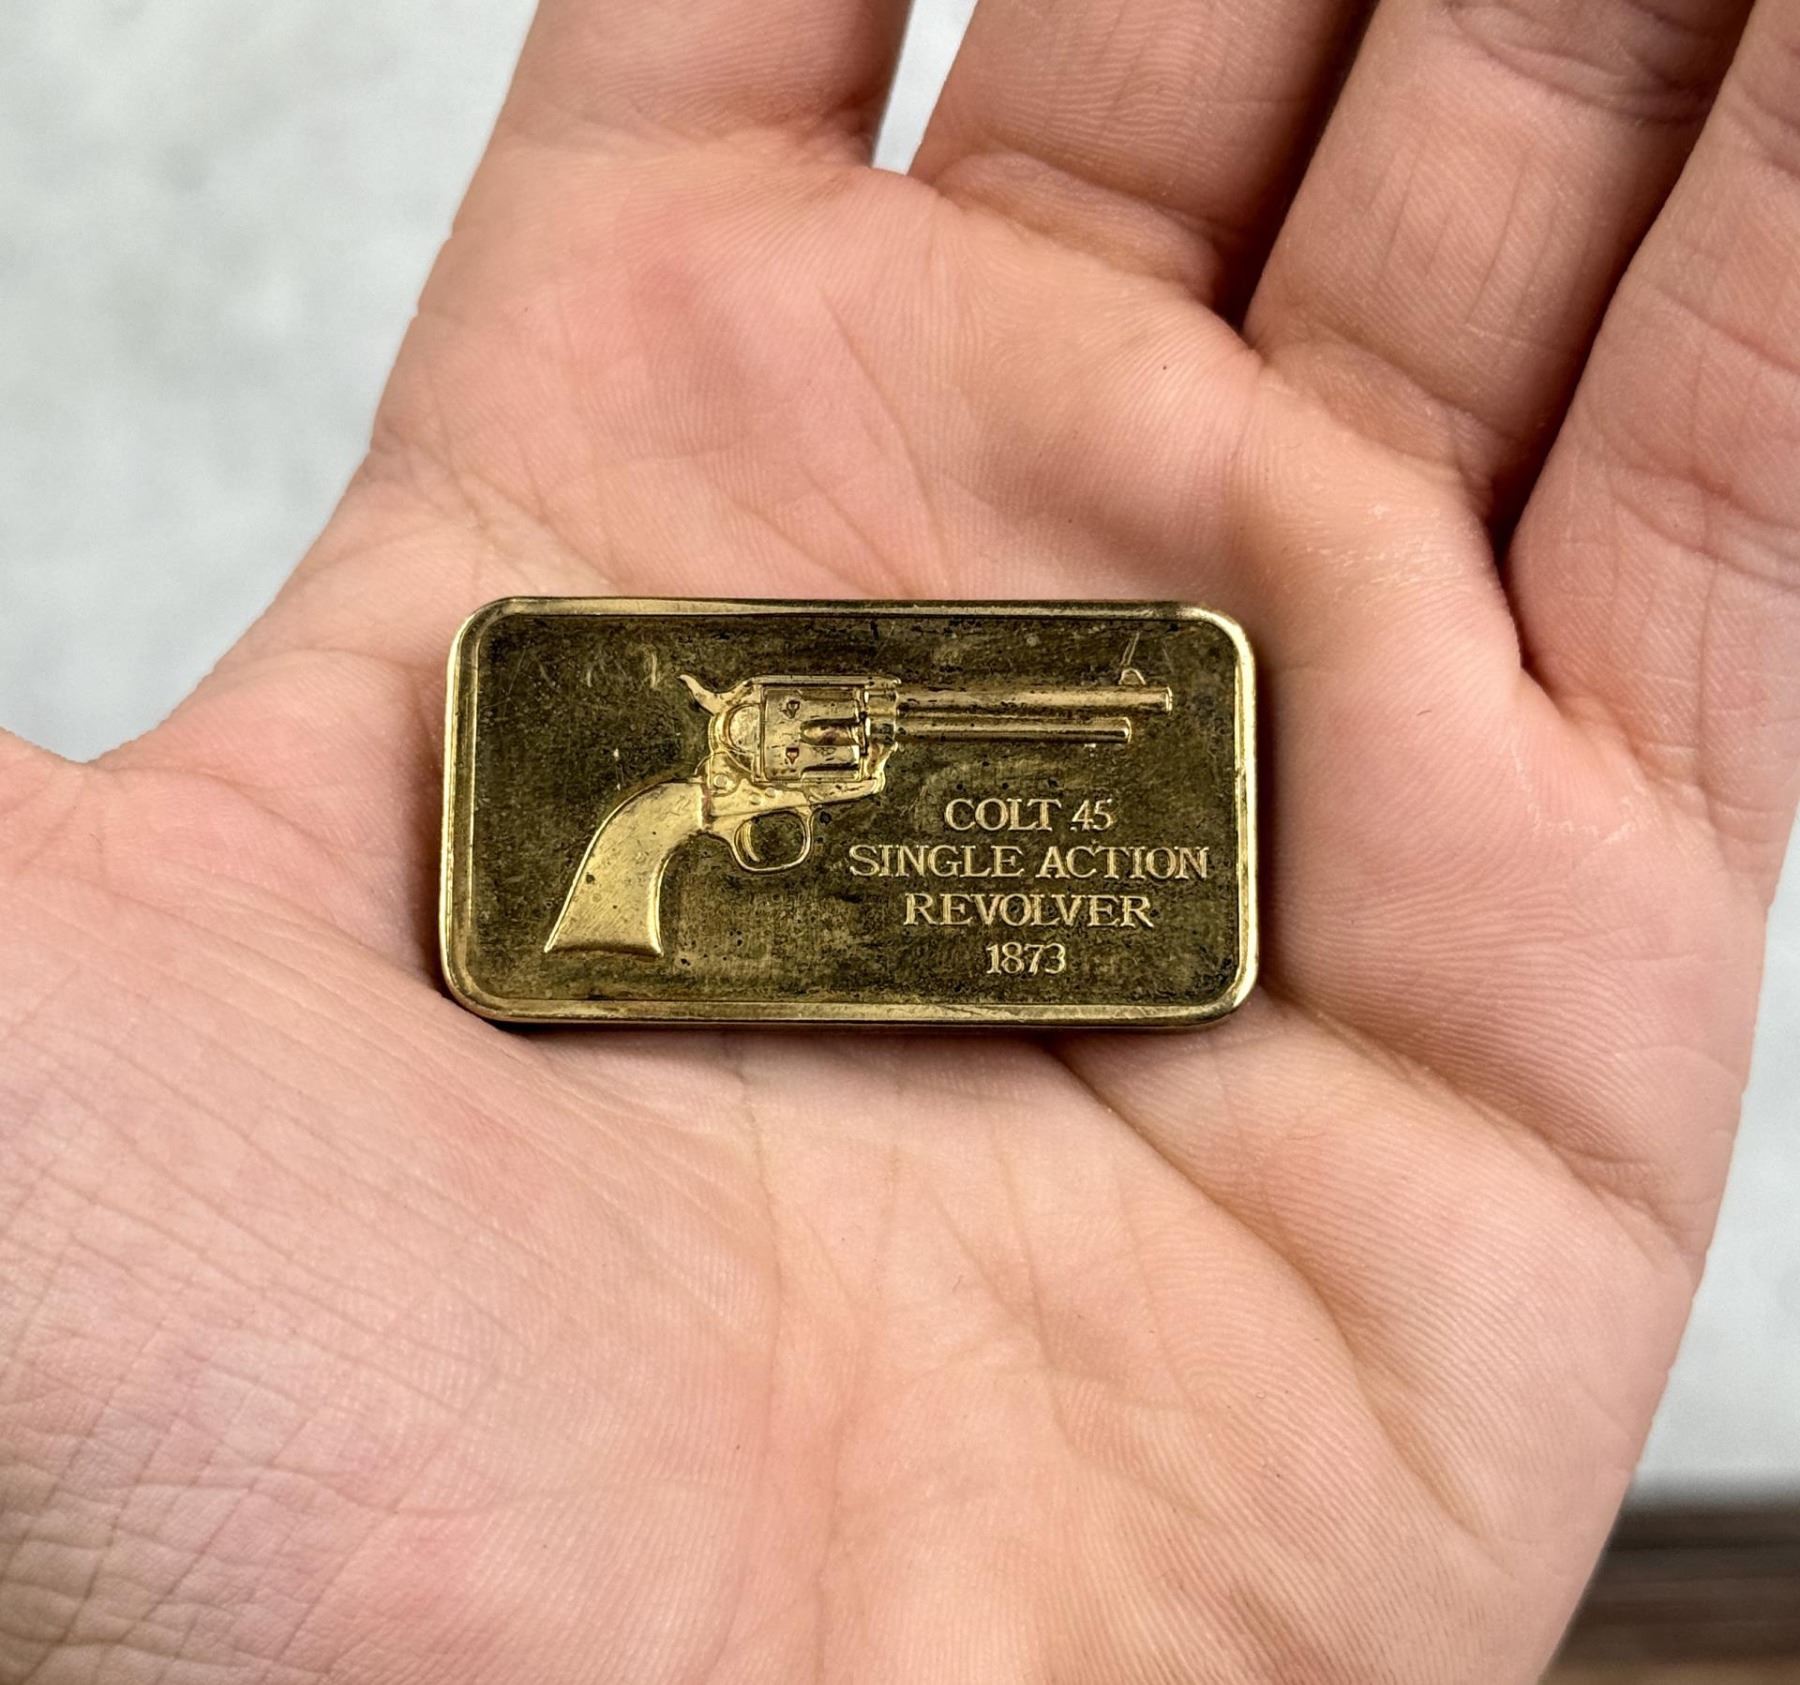 COLT .45
SINGLE ACTION
REVOLVER
1873